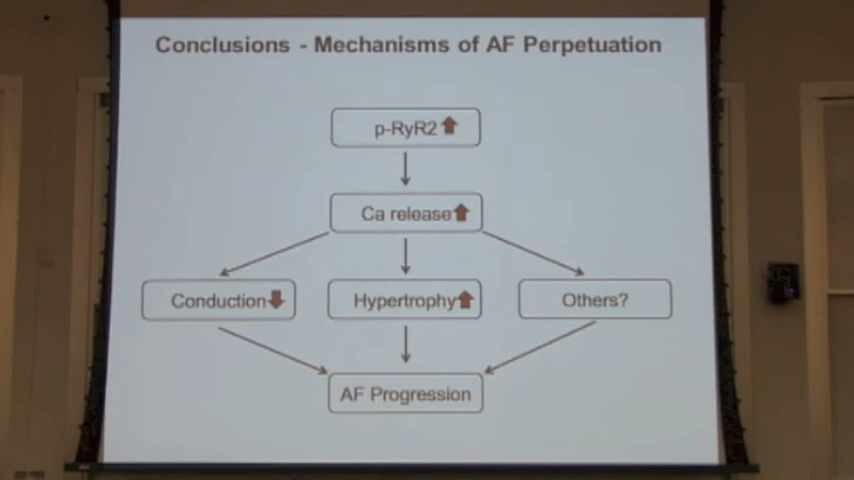 Conclusions - Mechanisms of AF Perpetuation
p-RyR2
Ca release
Conduction
Hypertrophy
Others?
AF Progression